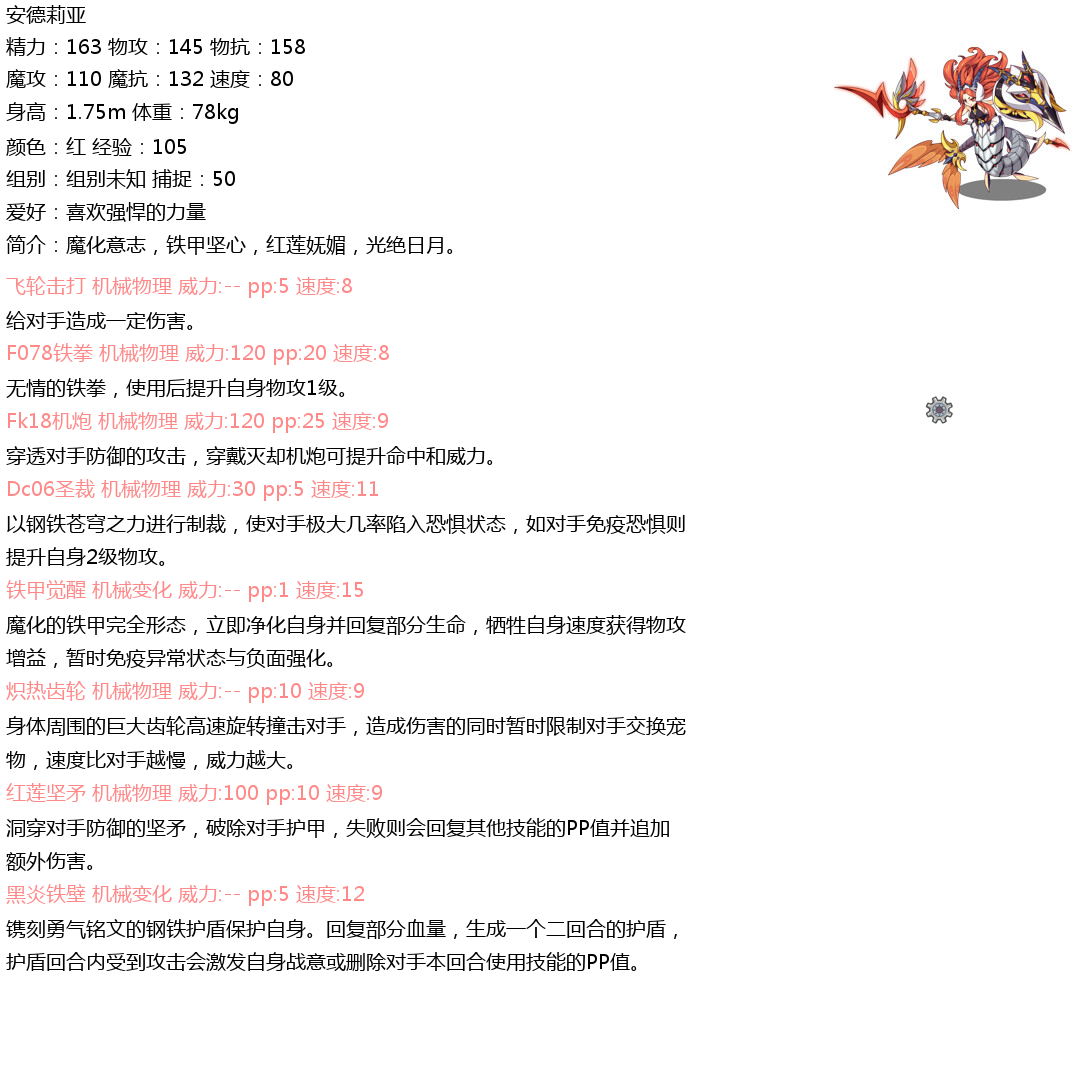 安德莉亚
精力：163 物攻：145 物抗：158
魔攻：110 魔抗：132 速度：80
身高：1.75m 体重：78kg
颜色：红 经验：105
组别：组别未知 捕捉：50
爱好：喜欢强悍的力量
简介：魔化意志，铁甲坚心，红莲妩媚，光绝日月。
飞轮击打 机械物理 威力:-- pp:5 速度:8
给对手造成一定伤害。
F078铁拳 机械物理 威力:120 pp:20 速度:8
无情的铁拳，使用后提升自身物攻1级。
Fk18机炮 机械物理 威力:120 pp:25 速度:9
穿透对手防御的攻击，穿戴灭却机炮可提升命中和威力。
Dc06圣裁 机械物理 威力:30 pp:5 速度:11
以钢铁苍穹之力进行制裁，使对手极大几率陷入恐惧状态，如对手免疫恐惧则
提升自身2级物攻。
铁甲觉醒 机械变化 威力:-- pp:1 速度:15
魔化的铁甲完全形态，立即净化自身并回复部分生命，牺牲自身速度获得物攻
增益，暂时免疫异常状态与负面强化。
炽热齿轮 机械物理 威力:-- pp:10 速度:9
身体周围的巨大齿轮高速旋转撞击对手，造成伤害的同时暂时限制对手交换宠
物，速度比对手越慢，威力越大。
红莲坚矛 机械物理 威力:100 pp:10 速度:9
洞穿对手防御的坚矛，破除对手护甲，失败则会回复其他技能的PP值并追加
额外伤害。
黑炎铁壁 机械变化 威力:-- pp:5 速度:12
镌刻勇气铭文的钢铁护盾保护自身。回复部分血量，生成一个二回合的护盾，
护盾回合内受到攻击会激发自身战意或删除对手本回合使用技能的PP值。